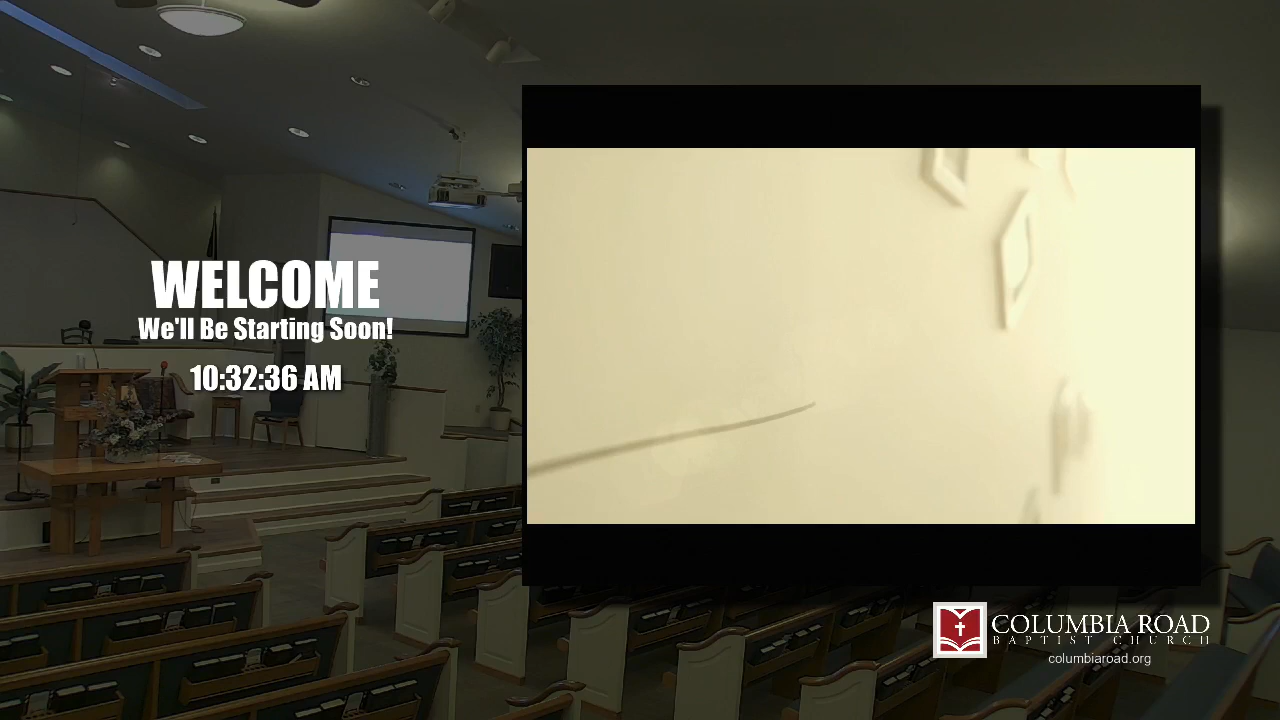 WELCOME
We'll Be Starting Soon!
10:32:36 AM
COLUMBIA ROAD
BAPTIST CHURCH
columbiaroad.org